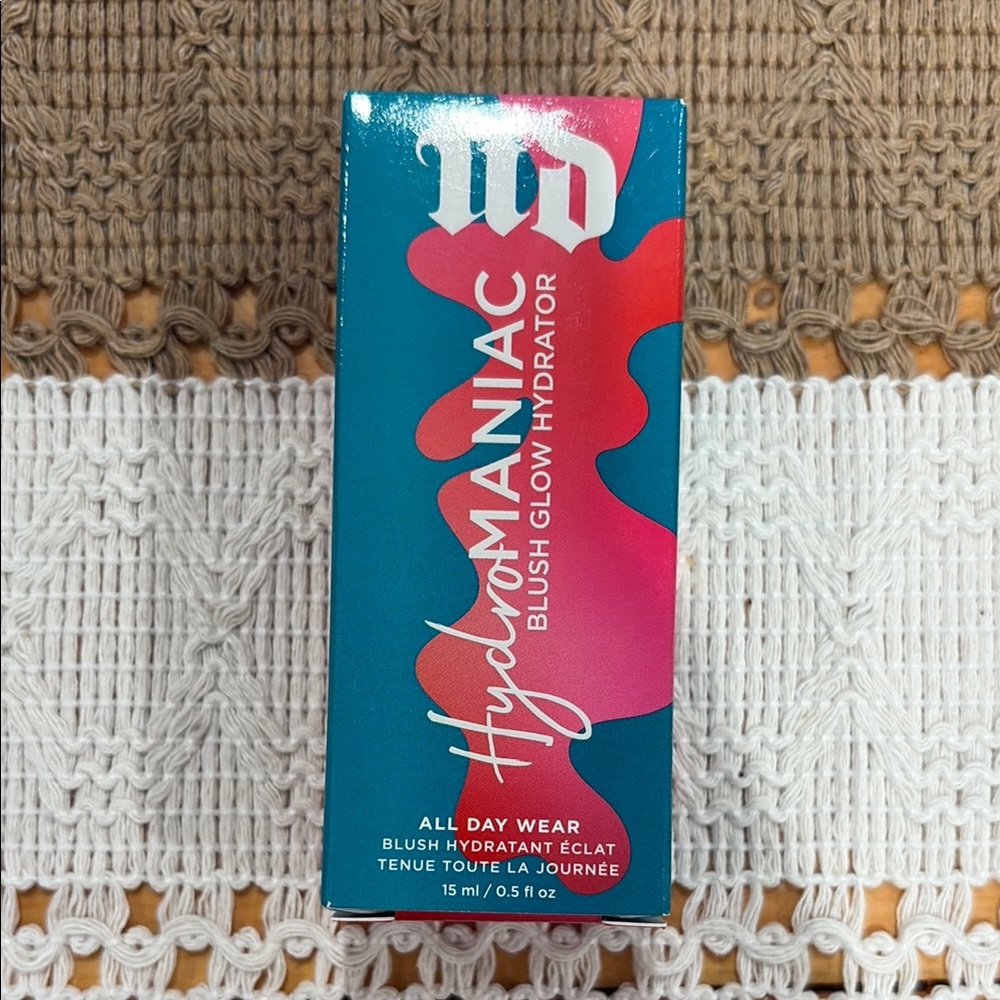 UD
HydroMANIAC
BLUSH GLOW HYDRATOR
ALL DAY WEAR
BLUSH HYDRATANT ÉCLAT
TENUE TOUTE LA JOURNÉE
15 ml / 0.5 fl oz